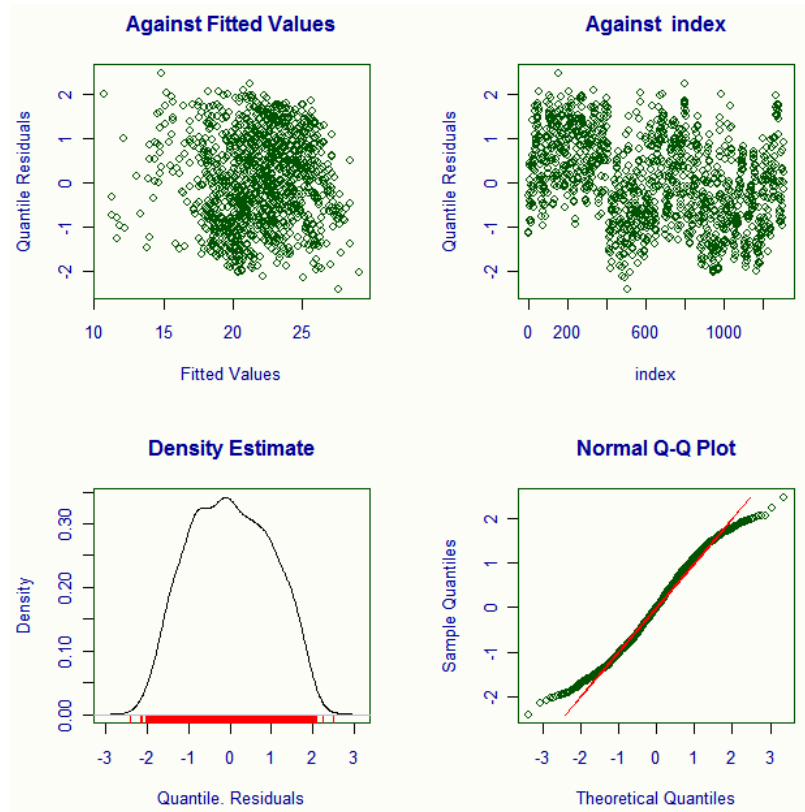 Against Fitted Values
Quantile Residuals
2
1
0
-1
-2
10 15 20 25
Fitted Values
Against index
Quantile Residuals
2
1
0
-1
-2
0 200 600 1000
index
Density Estimate
Density
0.30
0.20
0.10
0.00
-3 -2 -1 0 1 2 3
Quantile. Residuals
Normal Q-Q Plot
Sample Quantiles
2
1
0
-1
-2
-3 -2 -1 0 1 2 3
Theoretical Quantiles